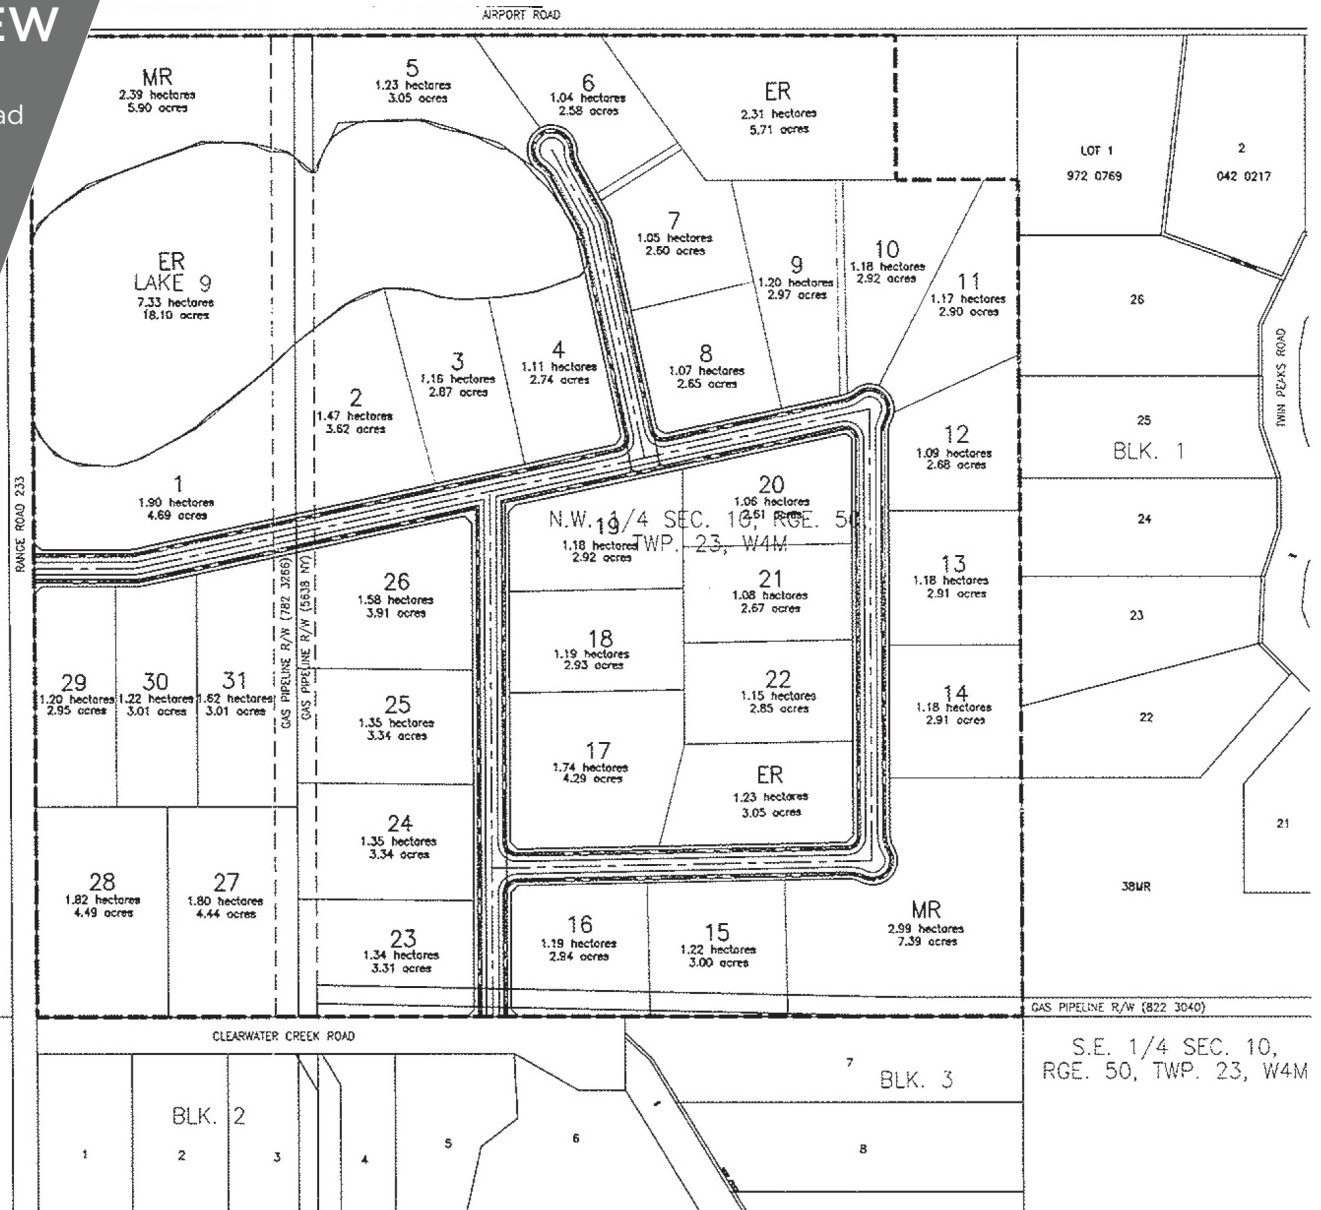 EW
ad
AIRPORT ROAD
MR
2.39 hectares
5.90 acres
5
1.23 hectares
3.05 acres
6
1.04 hectares
2.58 acres
ER
2.31 hectares
5.71 acres
LOT 1
972 0769
2
042 0217
ER
LAKE 9
7.33 hectares
18.10 acres
7
1.05 hectares
2.60 acres
9
1.20 hectares
2.97 acres
10
1.18 hectares
2.92 acres
11
1.17 hectares
2.90 acres
26
TWIN PEAKS ROAD
2
1.47 hectares
3.62 acres
3
1.16 hectares
2.87 acres
4
1.11 hectares
2.74 acres
8
1.07 hectares
2.65 acres
12
1.09 hectares
2.68 acres
25
BLK. 1
1
1.90 hectares
4.69 acres
RANGE ROAD 233
20
1.06 hectares
2.61 acres
N.W. 1/4 SEC. 10, RGE. 50
TWP. 23, W4M
19
1.18 hectares
2.92 acres
24
26
1.58 hectares
3.91 acres
21
1.08 hectares
2.67 acres
13
1.18 hectares
2.91 acres
23
GAS PIPELINE R/W (782 3266)
GAS PIPELINE R/W (5638 NY)
18
1.19 hectares
2.93 acres
29
1.20 hectares
2.95 acres
30
1.22 hectares
3.01 acres
31
1.62 hectares
3.01 acres
25
1.35 hectares
3.34 acres
22
1.15 hectares
2.85 acres
14
1.18 hectares
2.91 acres
22
17
1.74 hectares
4.29 acres
ER
1.23 hectares
3.05 acres
21
24
1.35 hectares
3.34 acres
28
1.82 hectares
4.49 acres
27
1.80 hectares
4.44 acres
38MR
23
1.34 hectares
3.31 acres
16
1.19 hectares
2.94 acres
15
1.22 hectares
3.00 acres
MR
2.99 hectares
7.39 acres
GAS PIPELINE R/W (822 3040)
CLEARWATER CREEK ROAD
S.E. 1/4 SEC. 10,
RGE. 50, TWP. 23, W4M
7
BLK. 3
BLK. 2
1
2
3
4
5
6
8